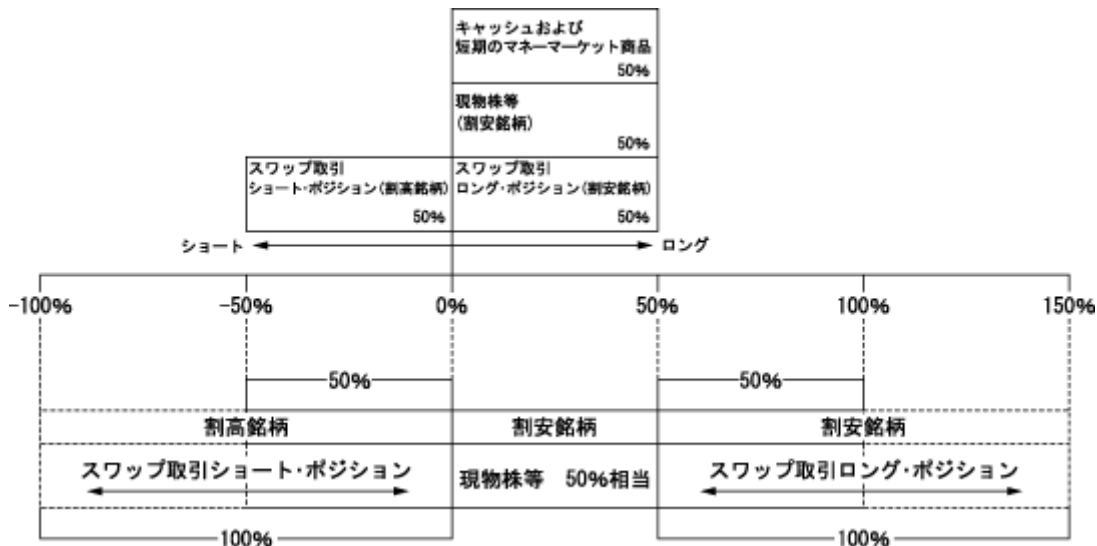 キャッシュおよび
短期のマネーマーケット商品
50%
現物株等
(割安銘柄)
50%
スワップ取引
ショート・ポジション(割高銘柄)
50%
スワップ取引
ロング・ポジション(割安銘柄)
50%
ショート
ロング
-100%
-50%
0%
50%
100%
150%
50%
50%
割高銘柄
割安銘柄
割安銘柄
スワップ取引ショート・ポジション
現物株等 50%相当
スワップ取引ロング・ポジション
100%
100%